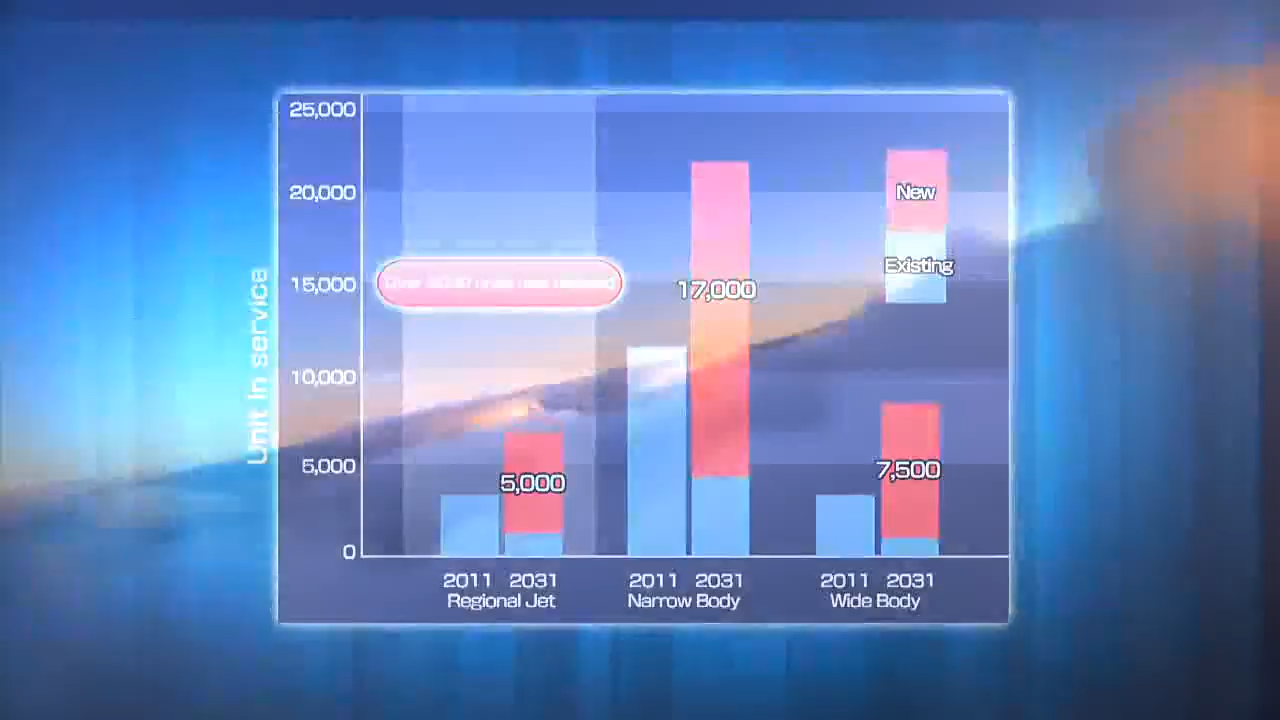 25,000
20,000
15,000
10,000
5,000
0
Unit in service
New
Existing
17,000
5,000
7,500
2011 2031 2011 2031 2011 2031
Regional Jet Narrow Body Wide Body